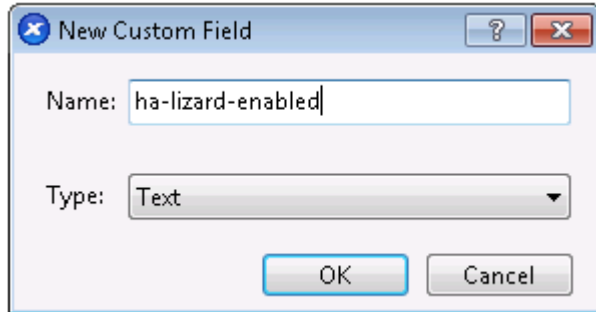 New Custom Field
?
Name: ha-lizard-enabled
Type: Text
OK Cancel